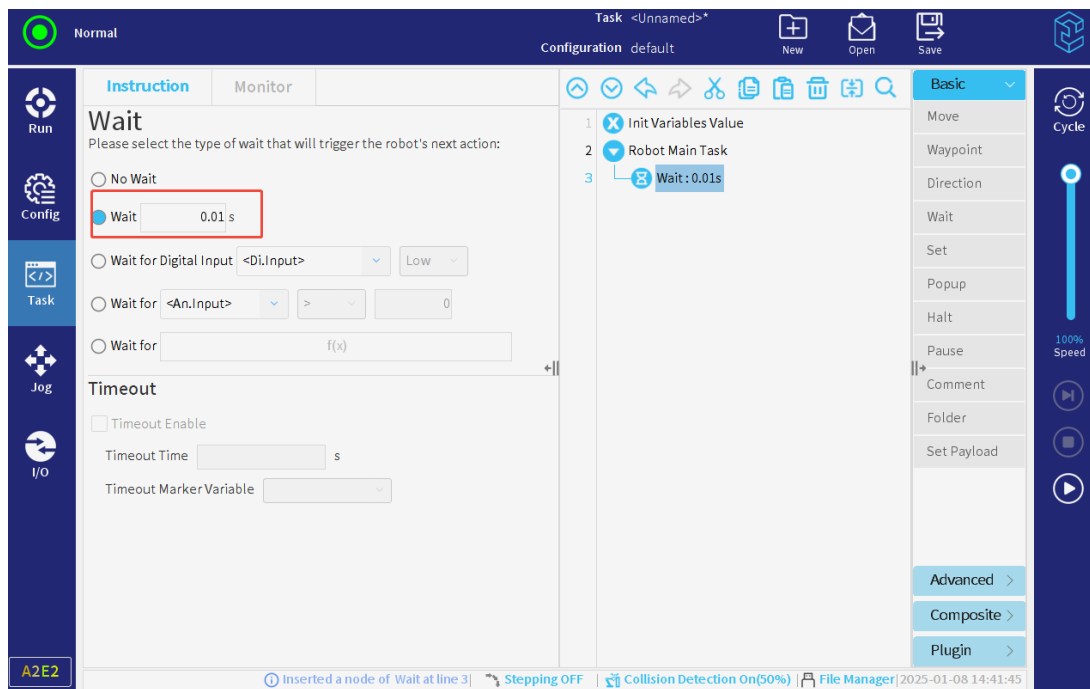 Normal
Task <Unnamed>*
Configuration default
New
Open
Save
Run
Config
Task
Jog
I/O
A2E2
Instruction
Monitor
Wait
Please select the type of wait that will trigger the robot's next action:
No Wait
Wait 0.01 s
Wait for Digital Input <Di.Input> Low
Wait for <An.Input> > 0
Wait for f(x)
Timeout
Timeout Enable
Timeout Time s
Timeout Marker Variable
1 Init Variables Value
2 Robot Main Task
3 Wait : 0.01s
Basic
Move
Waypoint
Direction
Wait
Set
Popup
Halt
Pause
Comment
Folder
Set Payload
Advanced
Composite
Plugin
Cycle
100%
Speed
Inserted a node of Wait at line 3| Stepping OFF | Collision Detection On(50%) | File Manager| 2025-01-08 14:41:45